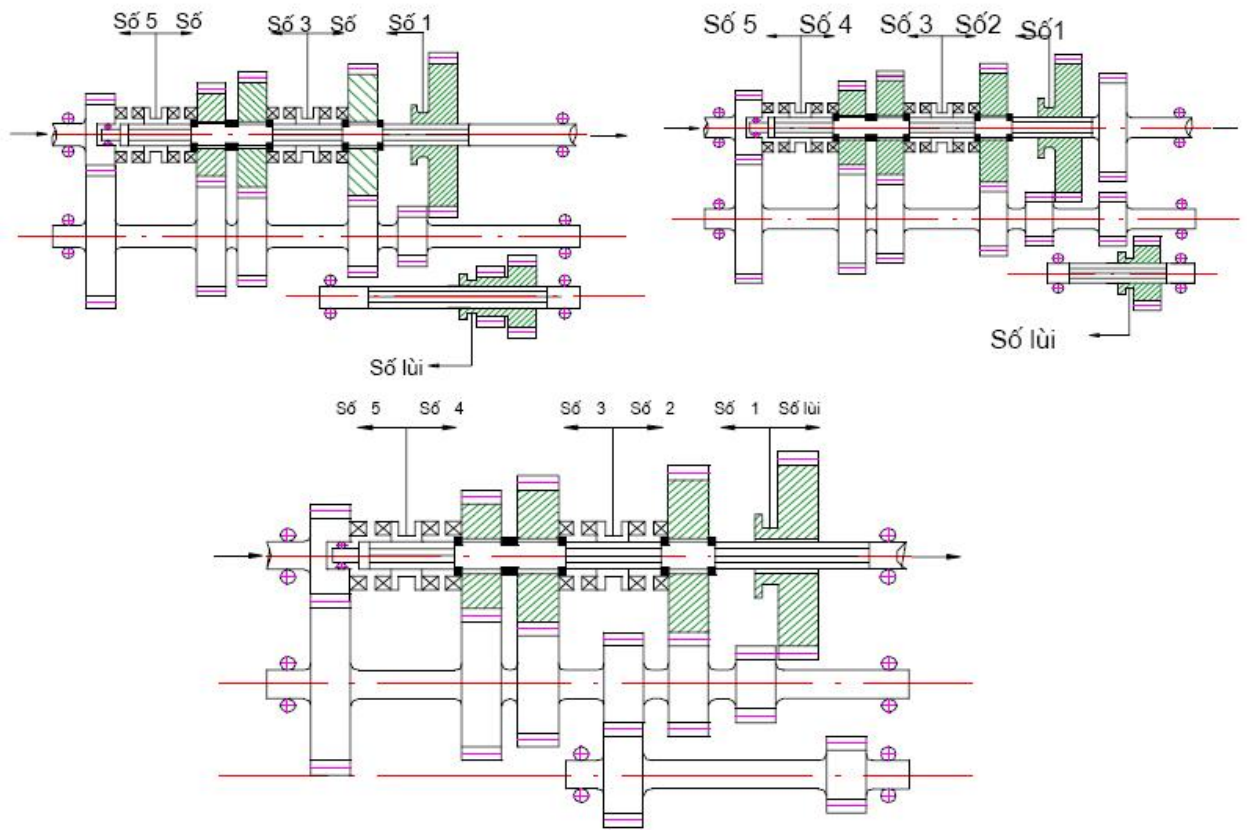 Số 5 Số Số 3 Số Số 1
Số lùi
Số 5 Số 4 Số 3 Số2 Số1
Số lùi
Số 5 Số 4 Số 3 Số 2 Số 1 Số lùi